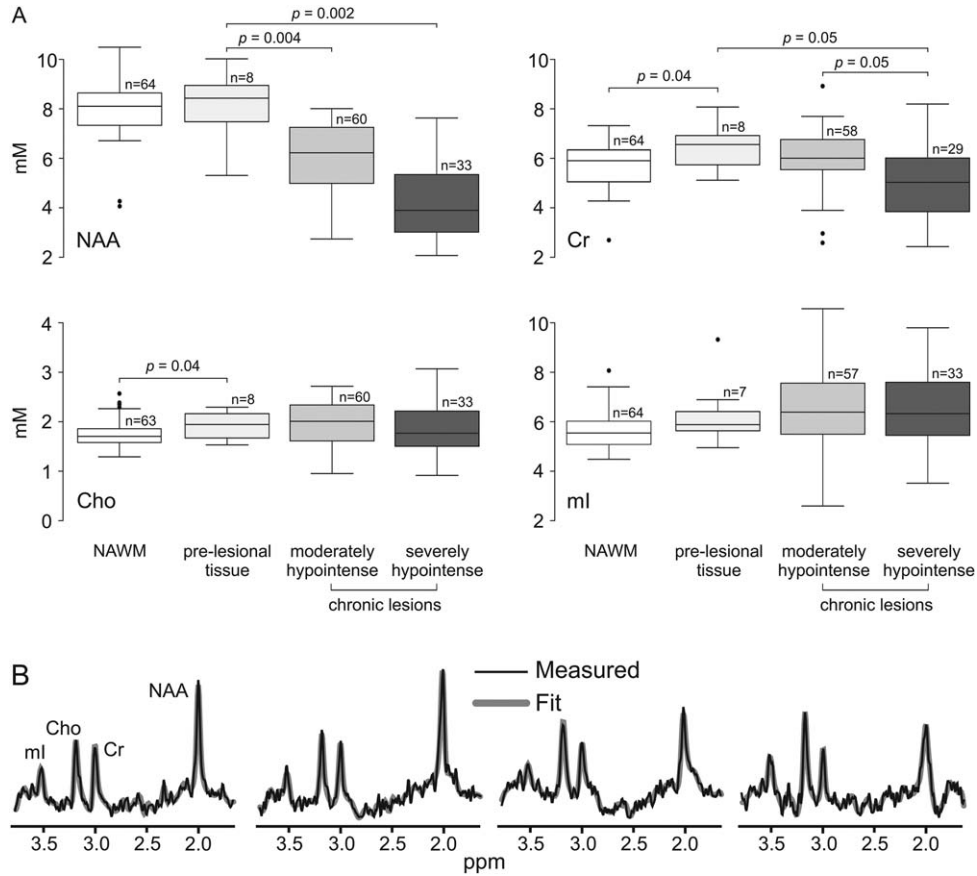 A
p = 0.002
p = 0.004
10
8
6
4
2
mM
n=64
n=8
n=60
n=33
NAA
p = 0.05
p = 0.04
p = 0.05
10
8
6
4
2
n=64
n=8
n=58
n=29
Cr
4
3
2
1
0
mM
p = 0.04
n=63
n=8
n=60
n=33
Cho
10
8
6
4
2
n=64
n=7
n=57
n=33
mI
NAWM
pre-lesional
tissue
moderately
hypointense
severely
hypointense
chronic lesions
NAWM
pre-lesional
tissue
moderately
hypointense
severely
hypointense
chronic lesions
B
mI
Cho
Cr
NAA
Measured
Fit
3.5 3.0 2.5 2.0
3.5 3.0 2.5 2.0
3.5 3.0 2.5 2.0
3.5 3.0 2.5 2.0
ppm